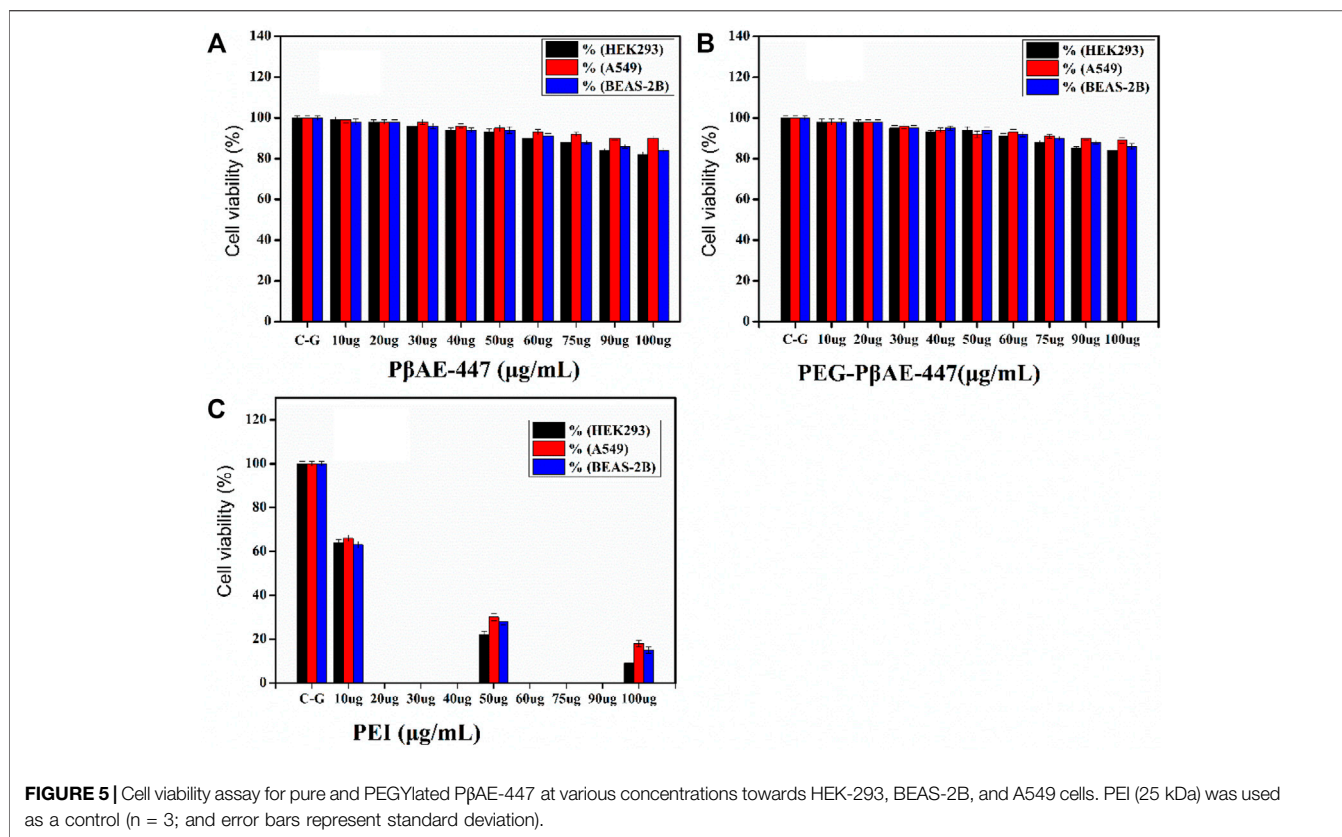 A
140
120
100
80
60
40
20
0
Cell viability (%)
% (HEK293)
% (A549)
% (BEAS-2B)
C-G 10ug 20ug 30ug 40ug 50ug 60ug 75ug 90ug 100ug
PβAE-447 (µg/mL)
B
140
120
100
80
60
40
20
0
Cell viability (%)
% (HEK293)
% (A549)
% (BEAS-2B)
C-G 10ug 20ug 30ug 40ug 50ug 60ug 75ug 90ug 100ug
PEG-PβAE-447(µg/mL)
C
120
100
80
60
40
20
0
Cell viability (%)
% (HEK293)
% (A549)
% (BEAS-2B)
C-G 10ug 20ug 30ug 40ug 50ug 60ug 75ug 90ug 100ug
PEI (µg/mL)
FIGURE 5 | Cell viability assay for pure and PEGYlated PβAE-447 at various concentrations towards HEK-293, BEAS-2B, and A549 cells. PEI (25 kDa) was used
as a control (n = 3; and error bars represent standard deviation).